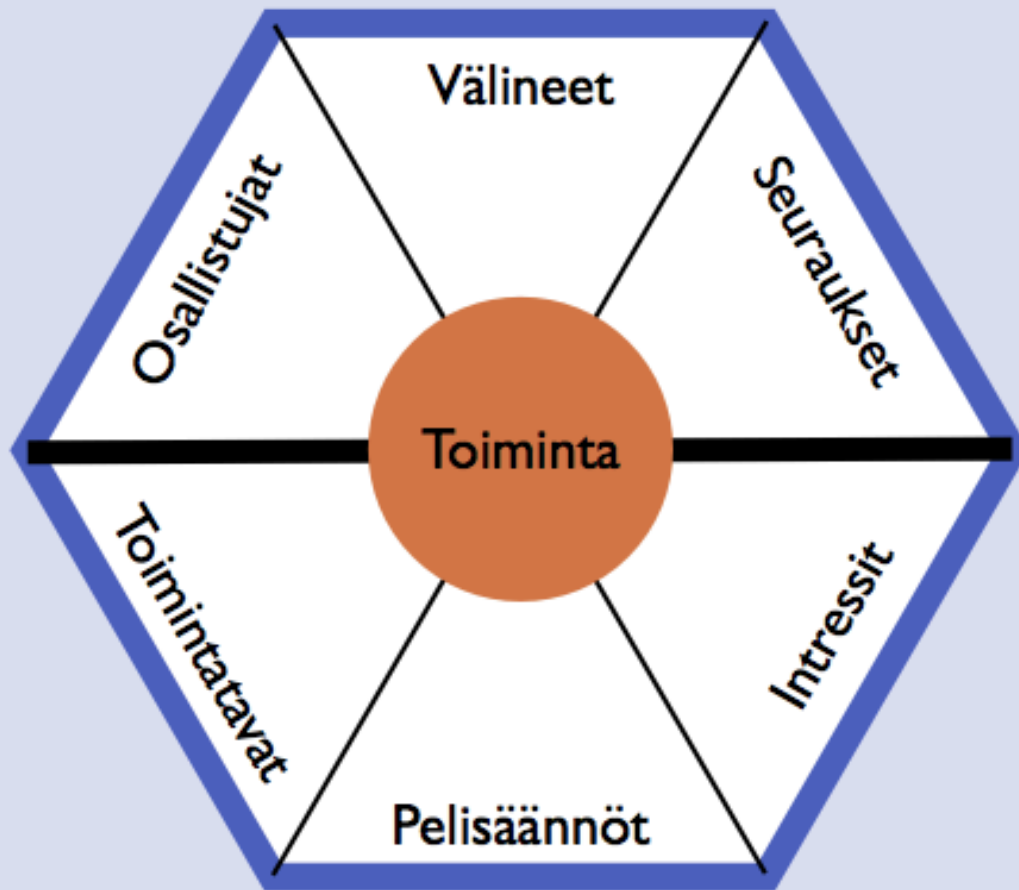 Välineet
Osallistujat
Seuraukset
Toiminta
Toimintatavat
Intressit
Pelisäännöt